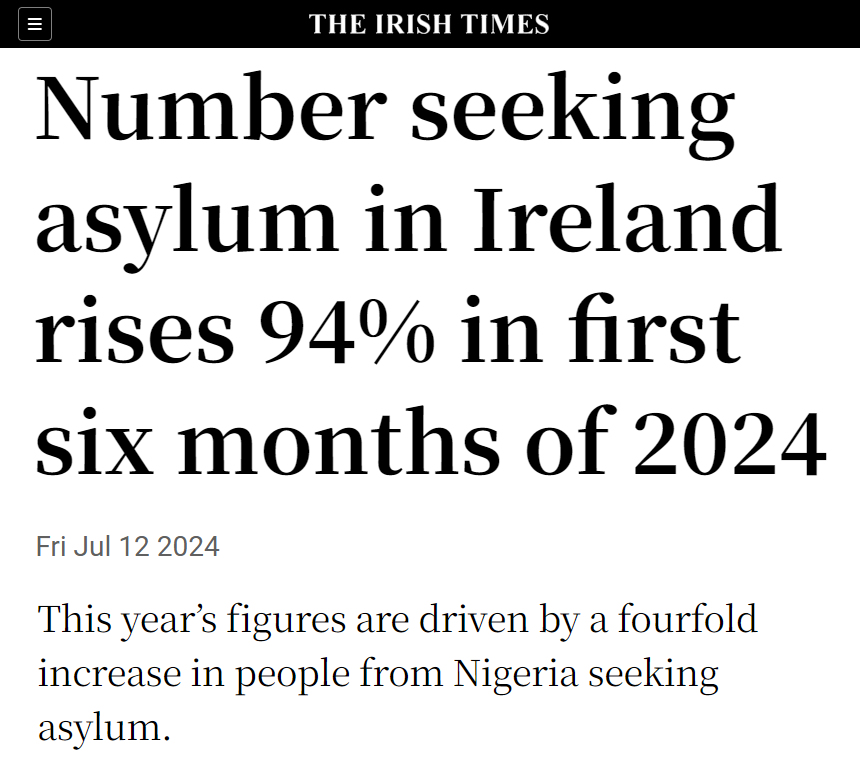 THE IRISH TIMES
Number seeking
asylum in Ireland
rises 94% in first
six months of 2024
Fri Jul 12 2024
This year’s figures are driven by a fourfold
increase in people from Nigeria seeking
asylum.